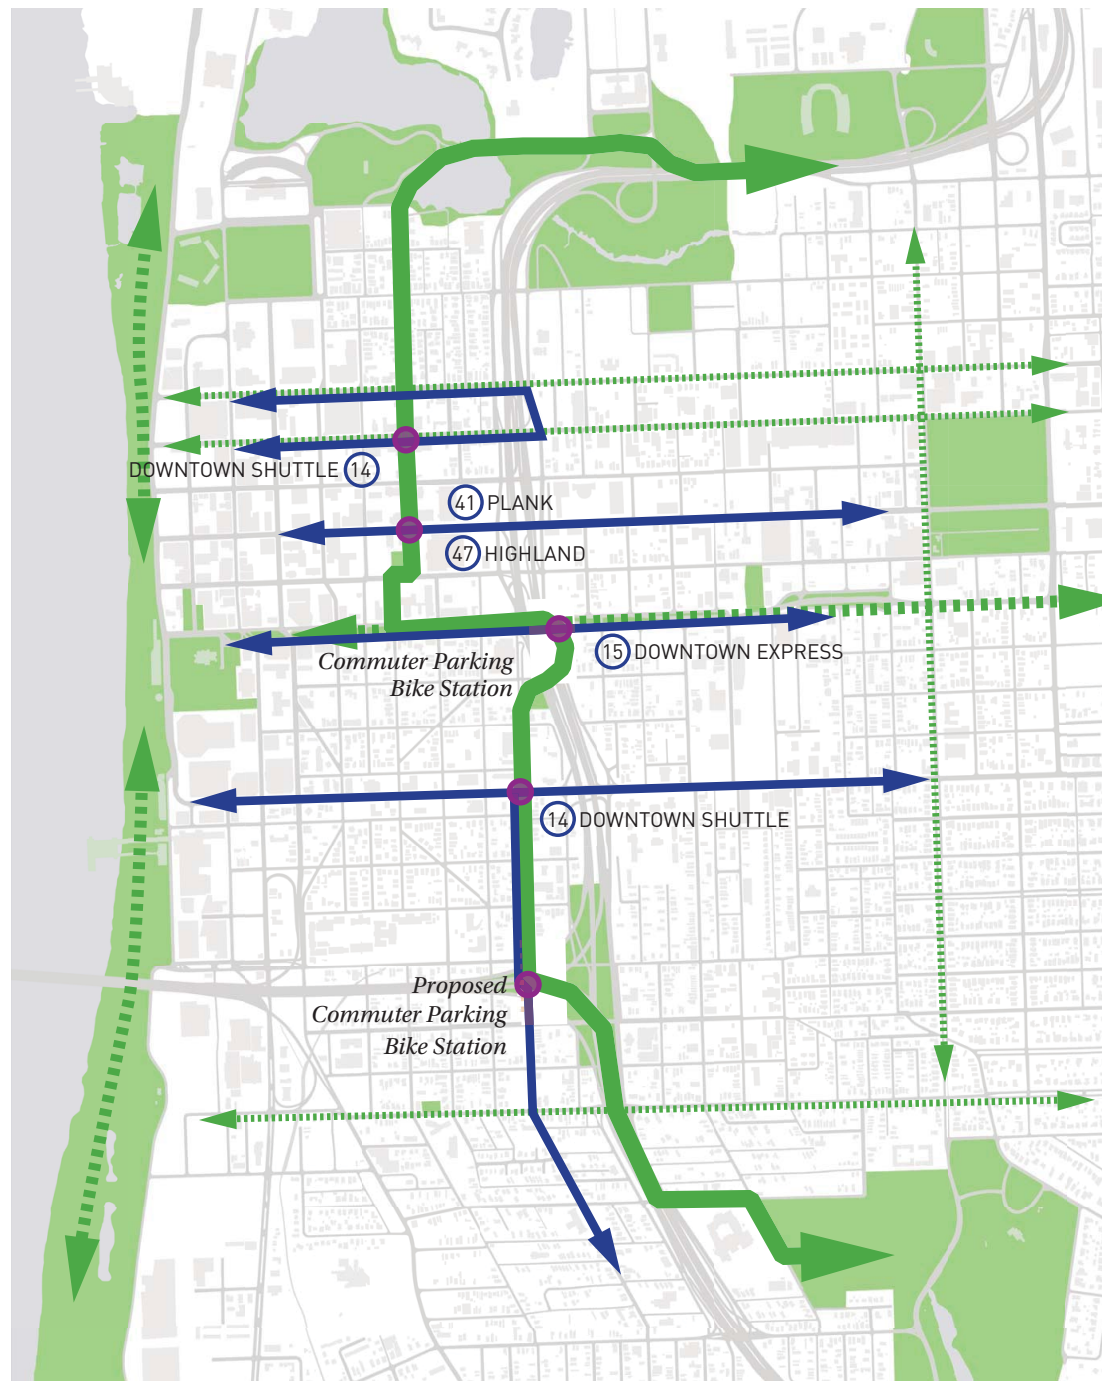 DOWNTOWN SHUTTLE 14
41 PLANK
47 HIGHLAND
15 DOWNTOWN EXPRESS
Commuter Parking
Bike Station
14 DOWNTOWN SHUTTLE
Proposed
Commuter Parking
Bike Station